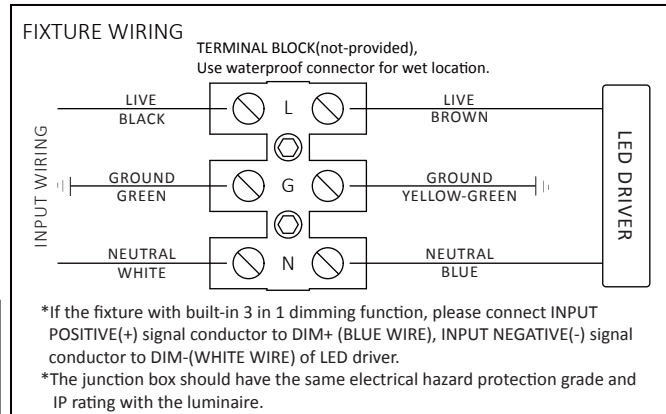 FIXTURE WIRING
TERMINAL BLOCK(not-provided),
Use waterproof connector for wet location.
INPUT WIRING
LIVE
BLACK
L
LIVE
BROWN
GROUND
GREEN
G
GROUND
YELLOW-GREEN
NEUTRAL
WHITE
N
NEUTRAL
BLUE
LED DRIVER
*If the fixture with built-in 3 in 1 dimming function, please connect INPUT
POSITIVE(+) signal conductor to DIM+ (BLUE WIRE), INPUT NEGATIVE(-) signal
conductor to DIM-(WHITE WIRE) of LED driver.
*The junction box should have the same electrical hazard protection grade and
IP rating with the luminaire.